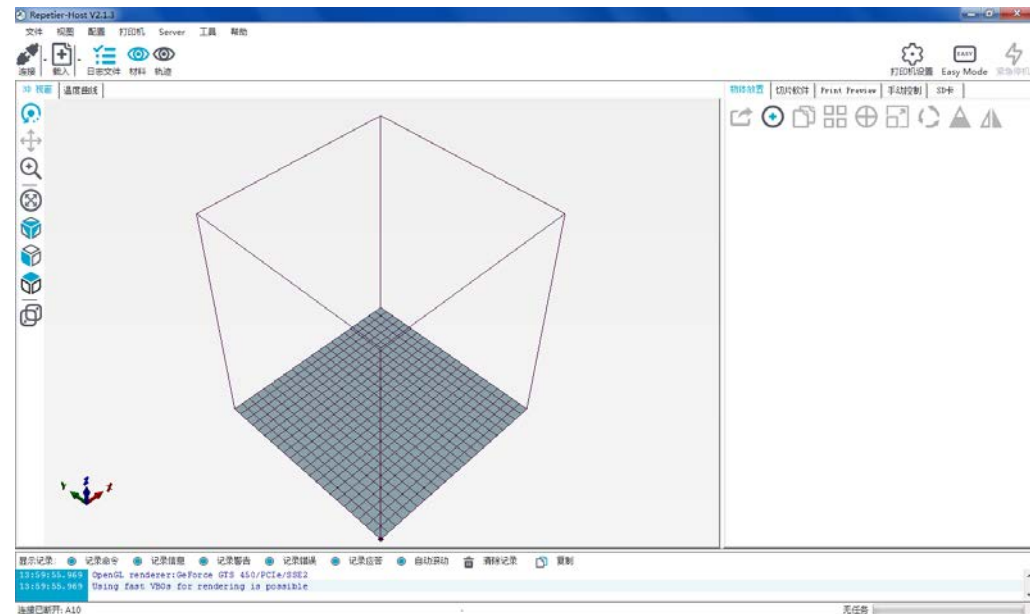 Repetier-Host V2.1.3
文件 视图 配置 打印机 Server 工具 帮助
连接 载入 日志文件 材料 轨迹 打印机设置 Easy Mode 紧急停机
EASY
3D 视图 温度曲线 物体放置 切片软件 Print Preview 手动控制 SD卡
Y Z X
显示记录: 记录命令 记录信息 记录警告 记录错误 记录应答 自动滚动 清除记录 复制
13:59:55.969 OpenGL renderer:GeForce GTS 450/PCIe/SSE2
13:59:55.969 Using fast VBOs for rendering is possible
连接已断开: A10 - 无任务